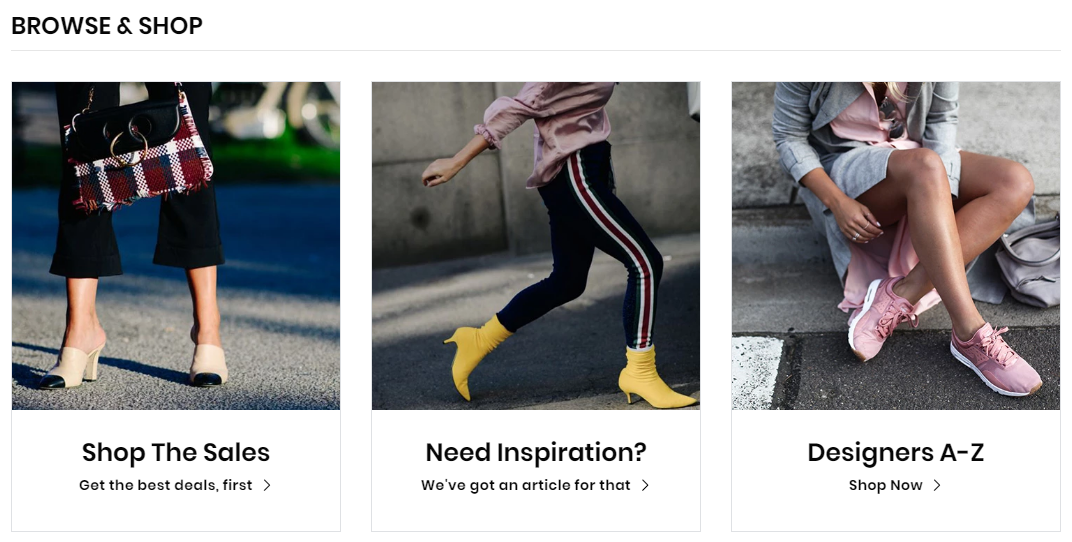 BROWSE & SHOP
Shop The Sales
Get the best deals, first
Need Inspiration?
We've got an article for that
Designers A-Z
Shop Now